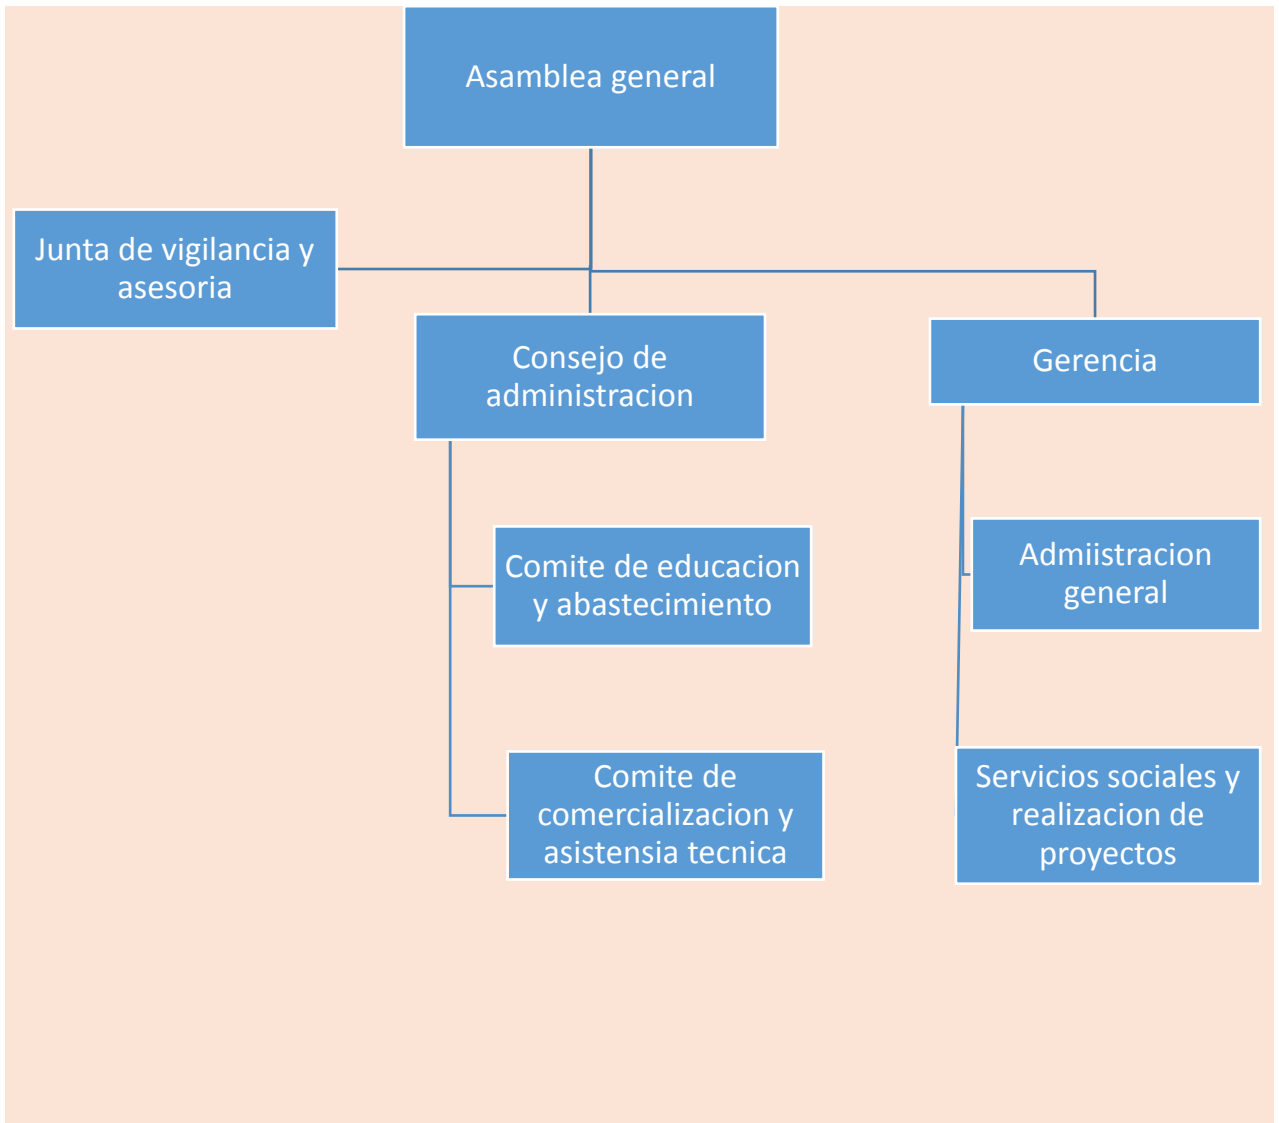 Asamblea general
Junta de vigilancia y
asesoria
Consejo de
administracion
Gerencia
Comite de educacion
y abastecimiento
Admiistracion
general
Comite de
comercializacion y
asistensia tecnica
Servicios sociales y
realizacion de
proyectos